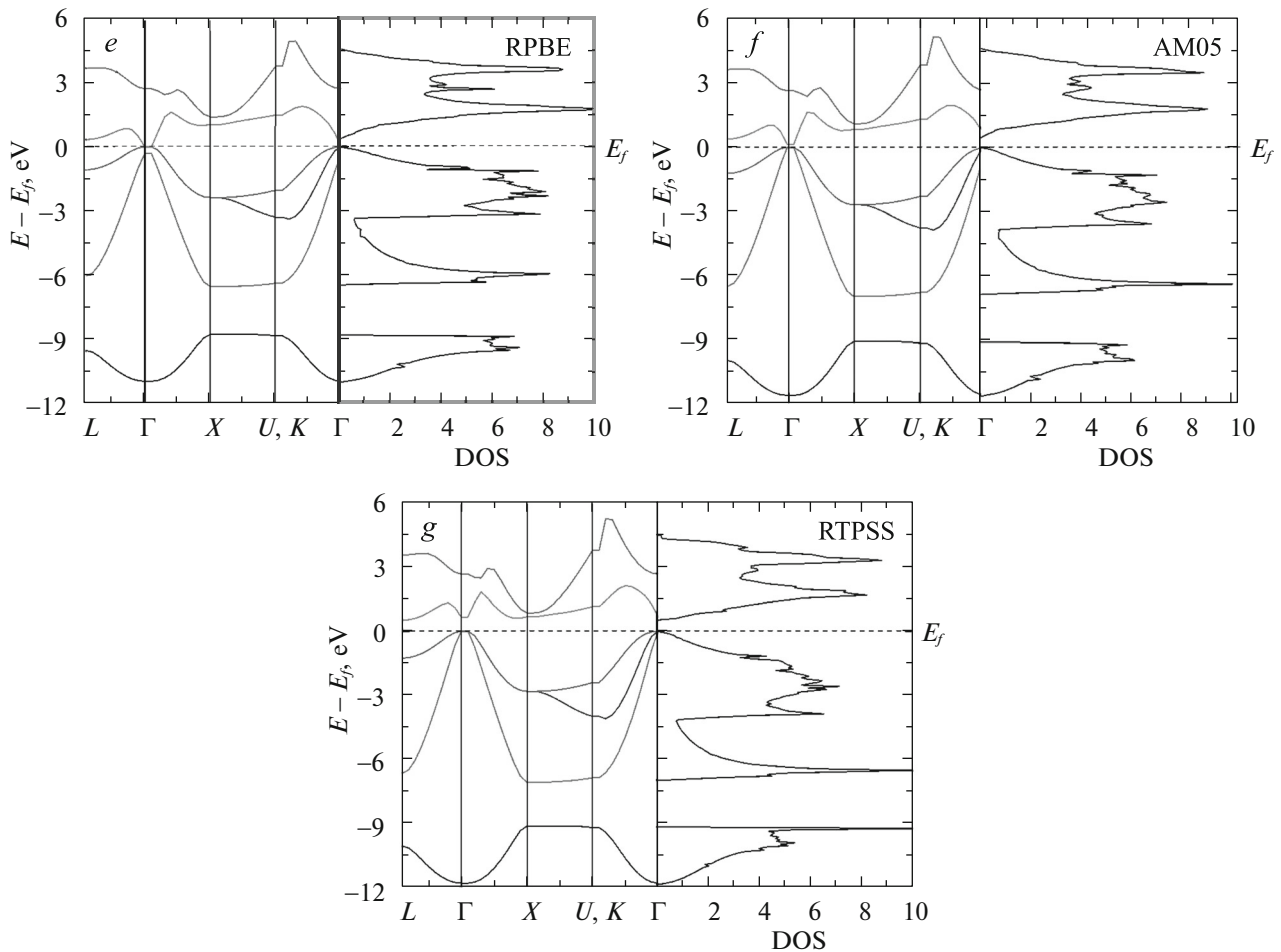 e
RPBE
E – E_f, eV
6
3
0
–3
–6
–9
–12
E_f
L Γ X U, K Γ 2 4 6 8 10
DOS
f
AM05
E – E_f, eV
6
3
0
–3
–6
–9
–12
E_f
L Γ X U, K Γ 2 4 6 8 10
DOS
g
RTPSS
E – E_f, eV
6
3
0
–3
–6
–9
–12
E_f
L Γ X U, K Γ 2 4 6 8 10
DOS